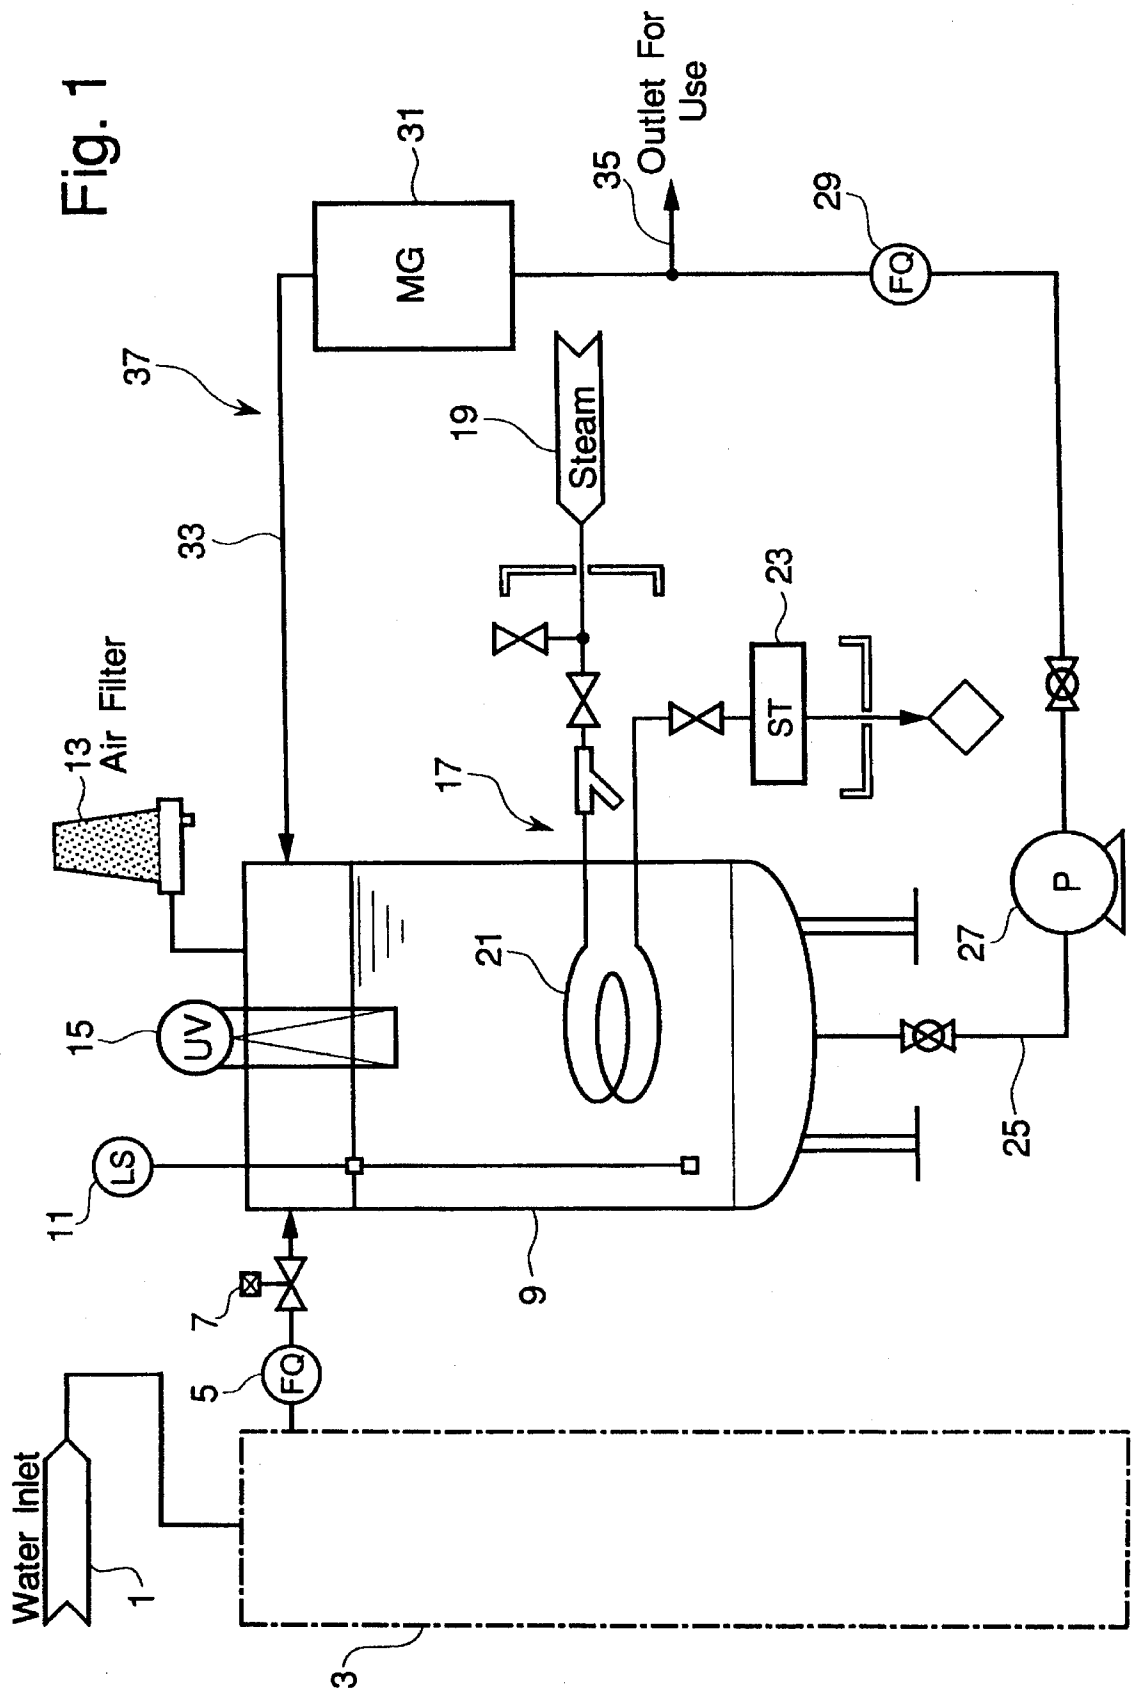 Fig. 1
Water Inlet
1
3
5
FQ
7
11
LS
15
UV
13
Air Filter
9
33
37
31
MG
17
19
Steam
21
23
ST
35
Outlet For
Use
29
FQ
25
27
P